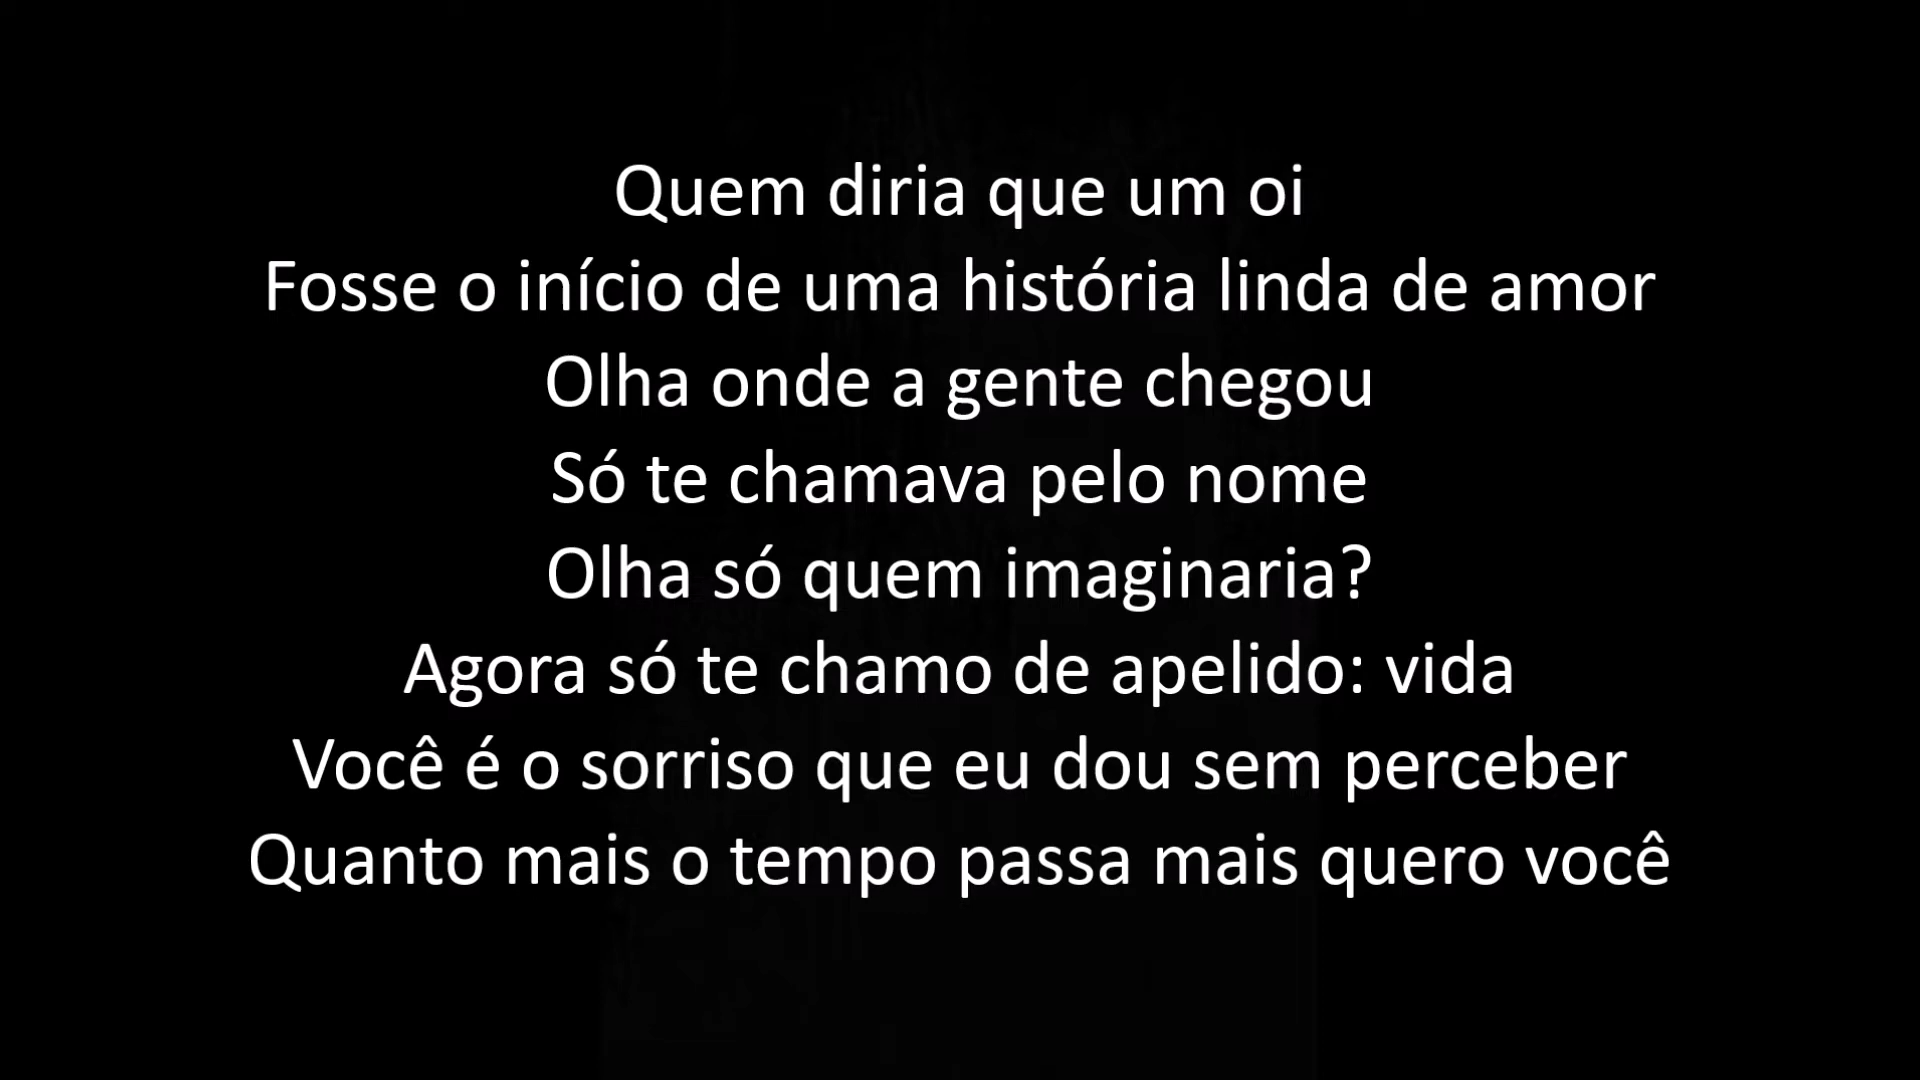 Quem diria que um oi
Fosse o início de uma história linda de amor
Olha onde a gente chegou
Só te chamava pelo nome
Olha só quem imaginaria?
Agora só te chamo de apelido: vida
Você é o sorriso que eu dou sem perceber
Quanto mais o tempo passa mais quero você